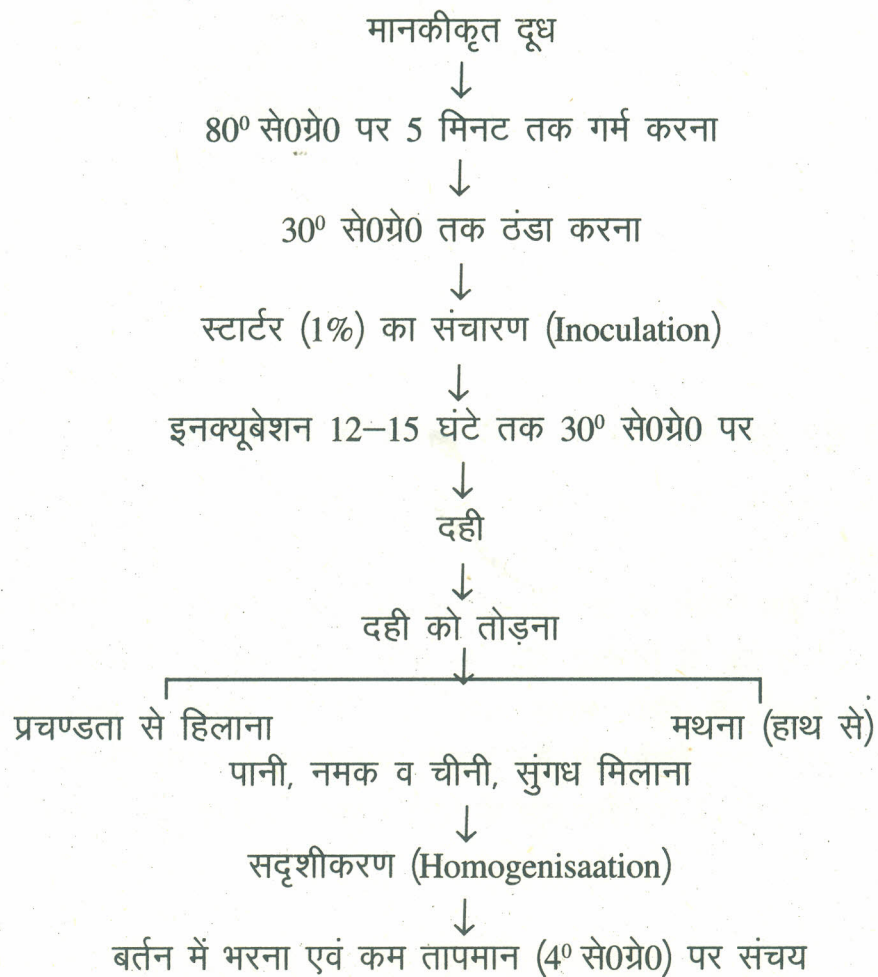 मानकीकृत दूध
↓
80⁰ से0ग्रे0 पर 5 मिनट तक गर्म करना
↓
30⁰ से0ग्रे0 तक ठंडा करना
↓
स्टार्टर (1%) का संचारण (Inoculation)
↓
इनक्यूबेशन 12–15 घंटे तक 30⁰ से0ग्रे0 पर
↓
दही
↓
दही को तोड़ना
↓
प्रचण्डता से हिलाना मथना (हाथ से)
पानी, नमक व चीनी, सुंगध मिलाना
↓
सदृशीकरण (Homogenisaation)
↓
बर्तन में भरना एवं कम तापमान (4⁰ से0ग्रे0) पर संचय